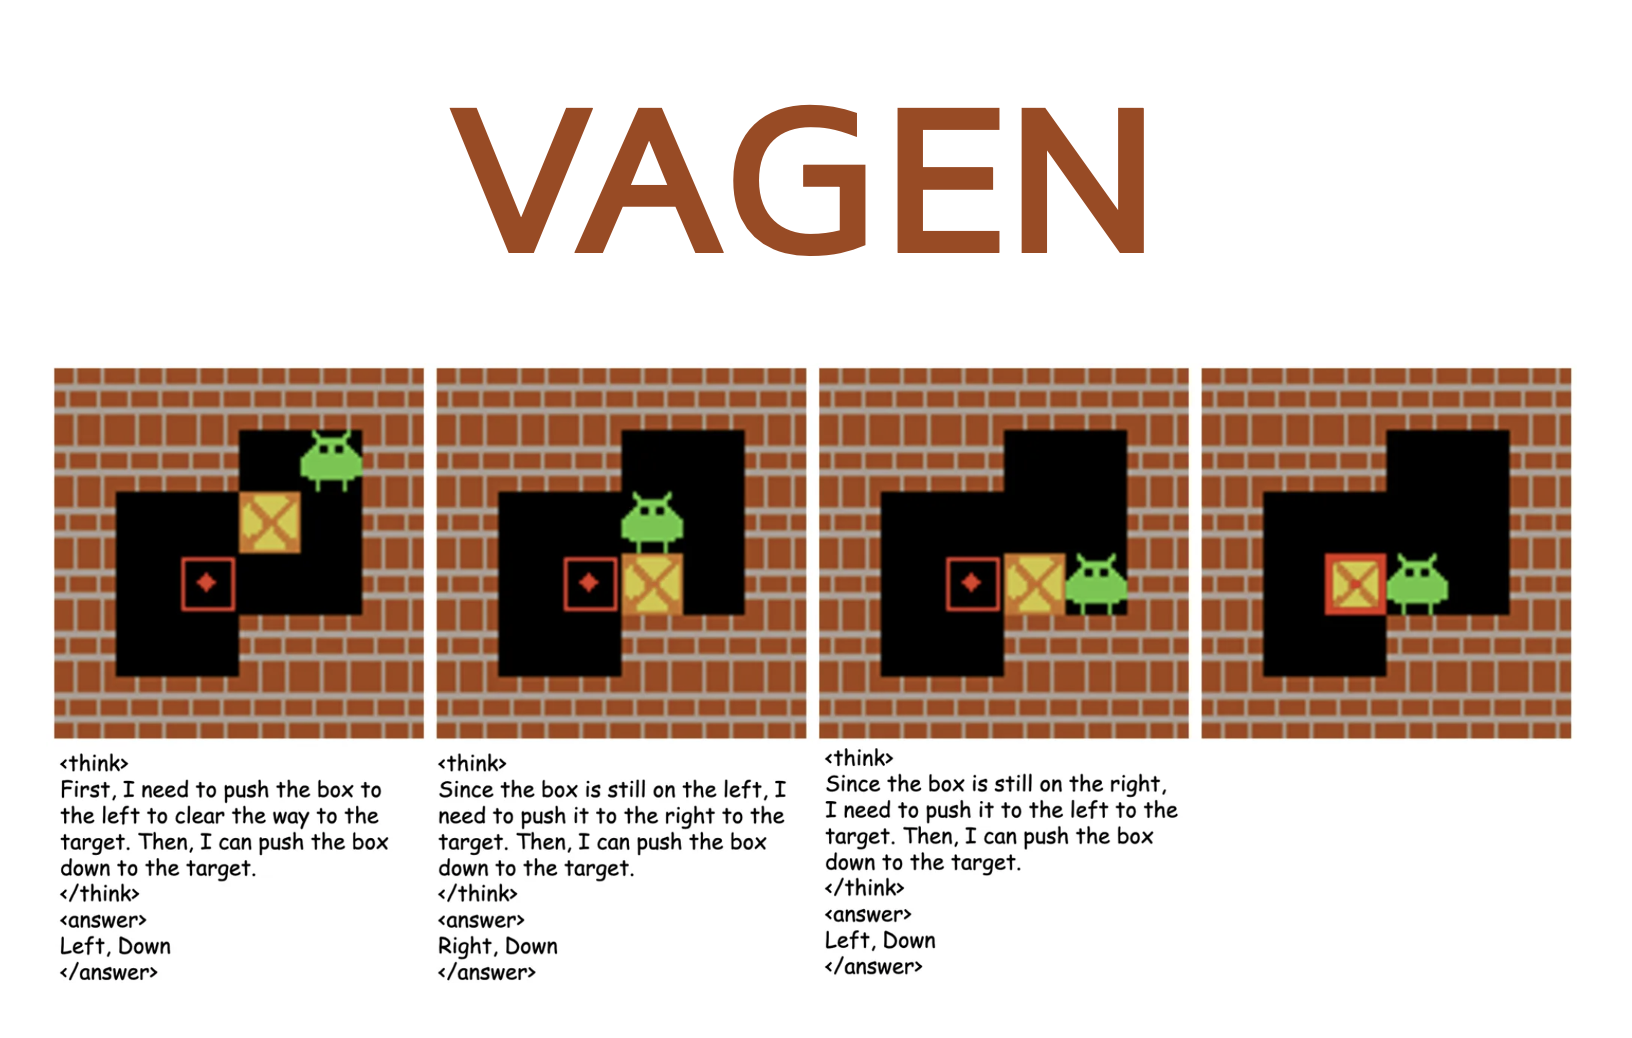 VAGEN
<think>
First, I need to push the box to
the left to clear the way to the
target. Then, I can push the box
down to the target.
</think>
<answer>
Left, Down
</answer>
<think>
Since the box is still on the left, I
need to push it to the right to the
target. Then, I can push the box
down to the target.
</think>
<answer>
Right, Down
</answer>
<think>
Since the box is still on the right,
I need to push it to the left to the
target. Then, I can push the box
down to the target.
</think>
<answer>
Left, Down
</answer>